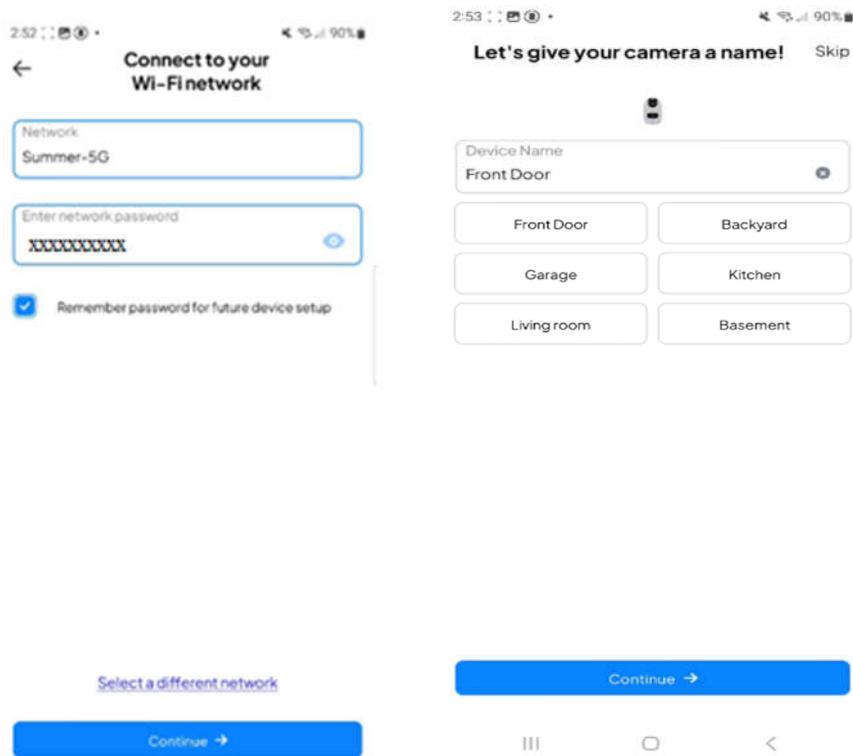 2:52
90%
Connect to your
Wi-Fi network
Network
Summer-5G
Enter network password
XXXXXXXXXX
Remember password for future device setup
Select a different network
Continue →
2:53
90%
Let's give your camera a name!
Skip
Device Name
Front Door
Front Door
Backyard
Garage
Kitchen
Living room
Basement
Continue →